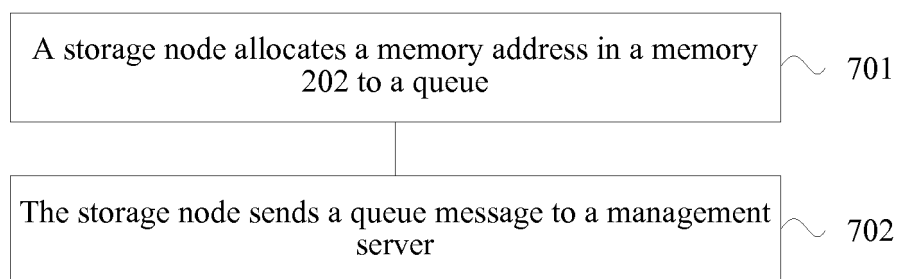 A storage node allocates a memory address in a memory
202 to a queue
701
The storage node sends a queue message to a management
server
702